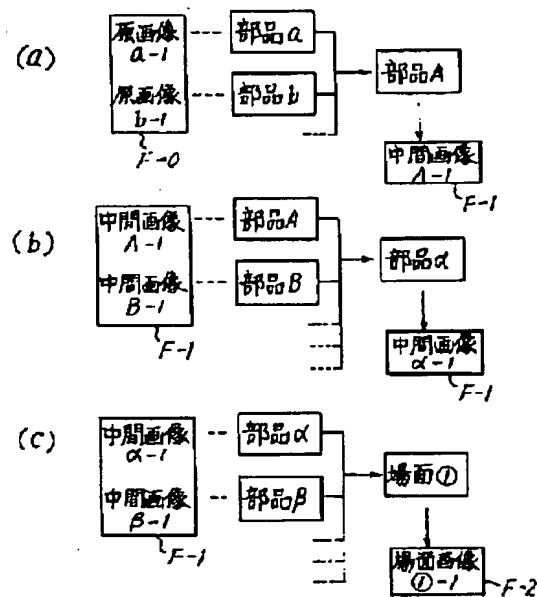 (a)
原画像
a-1
部品a
原画像
b-1
部品b
部品A
F-0
中間画像
A-1
F-1
(b)
中間画像
A-1
部品A
中間画像
B-1
部品B
部品α
F-1
中間画像
α-1
F-1
(c)
中間画像
α-1
部品α
中間画像
β-1
部品β
場面①
F-1
場面画像
①-1
F-2